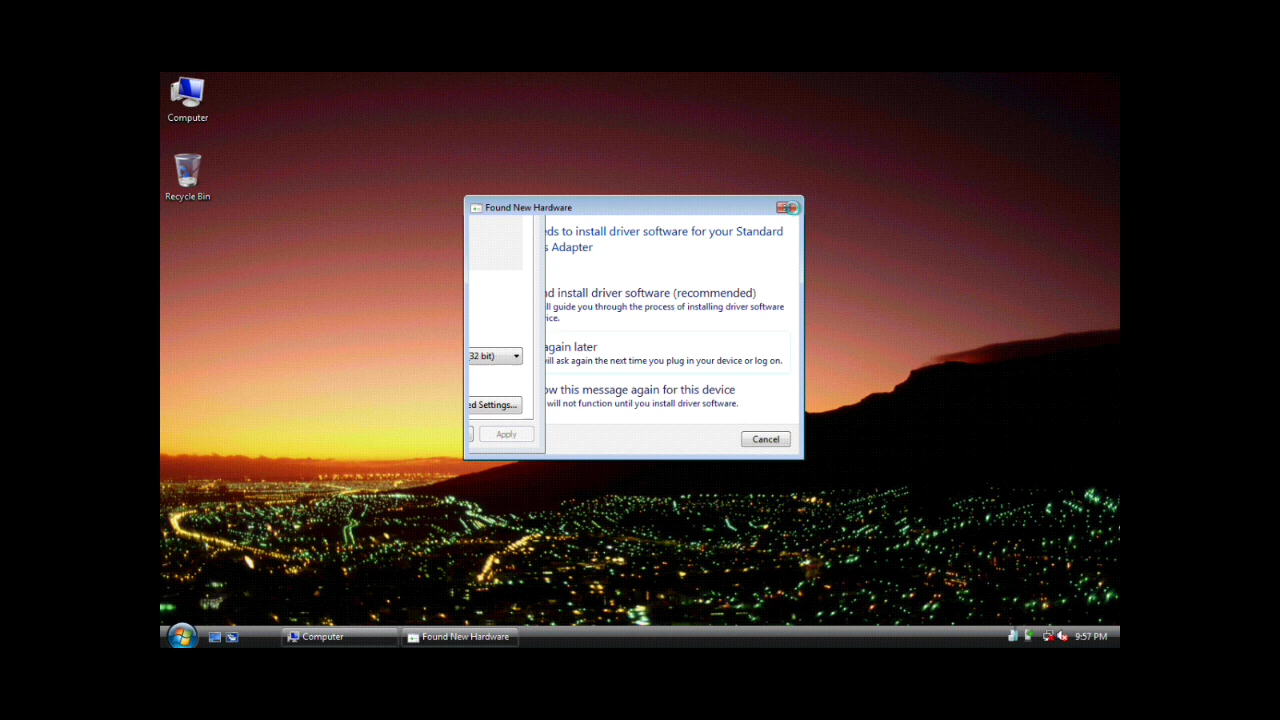 Computer
Recycle Bin
Found New Hardware
eds to install driver software for your Standard
s Adapter
nd install driver software (recommended)
ll guide you through the process of installing driver software
vice.
again later
will ask again the next time you plug in your device or log on.
ow this message again for this device
will not function until you install driver software.
32 bit)
ed Settings...
Apply
Cancel
Computer
Found New Hardware
9:57 PM